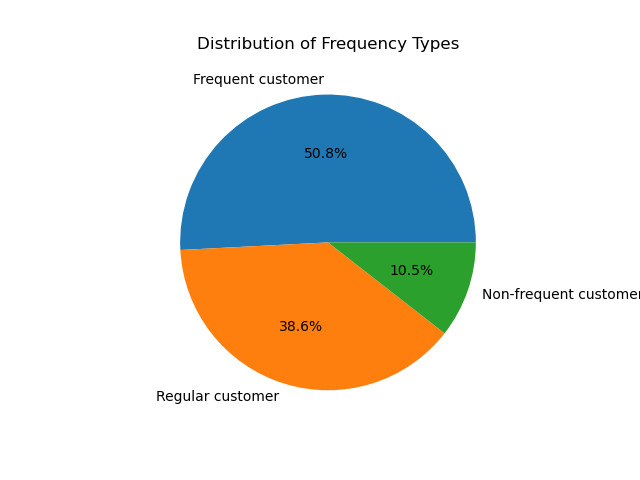 Distribution of Frequency Types
Frequent customer
50.8%
10.5%
Non-frequent customer
38.6%
Regular customer